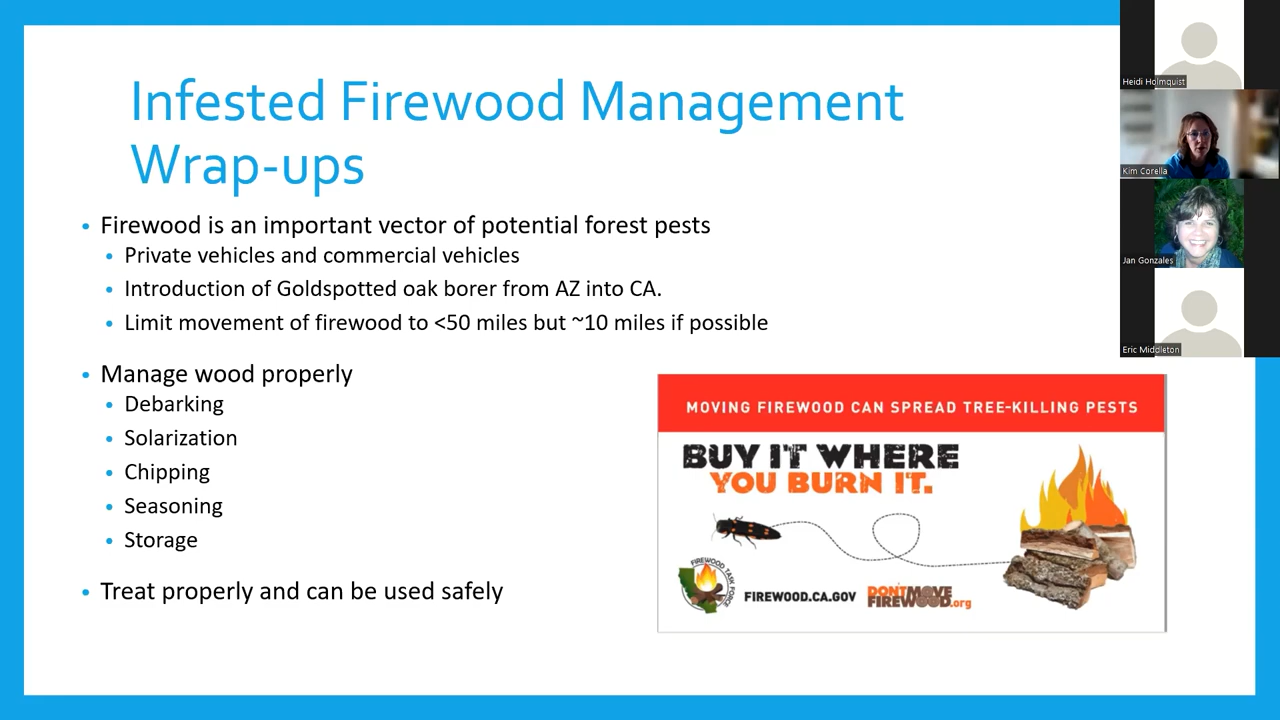 Infested Firewood Management
Wrap-ups
• Firewood is an important vector of potential forest pests
• Private vehicles and commercial vehicles
• Introduction of Goldspotted oak borer from AZ into CA.
• Limit movement of firewood to <50 miles but ~10 miles if possible
• Manage wood properly
• Debarking
• Solarization
• Chipping
• Seasoning
• Storage
• Treat properly and can be used safely
MOVING FIREWOOD CAN SPREAD TREE-KILLING PESTS
BUY IT WHERE
YOU BURN IT.
FIREWOOD TASK FORCE
FIREWOOD.CA.GOV
DON'T MOVE
FIREWOOD.org
Heidi Holmquist
Kim Corella
Jan Gonzales
Eric Middleton